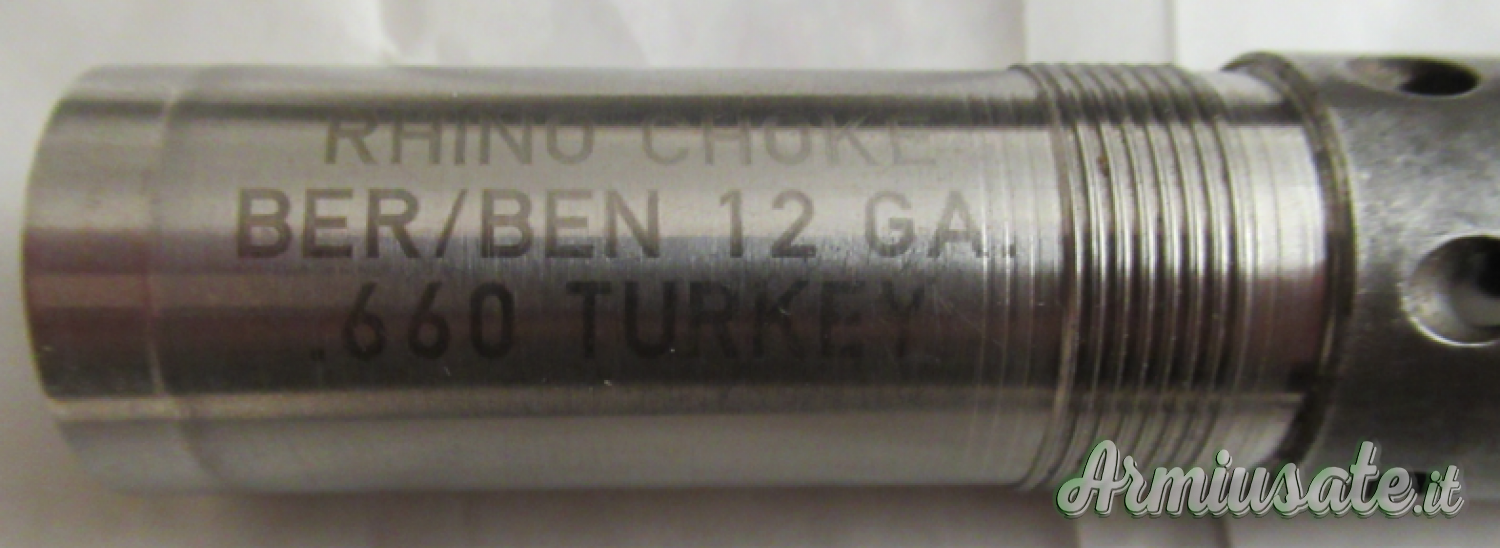 RHINO CHOKE
BER/BEN 12 GA.
.660 TURKEY
Armiusate.it